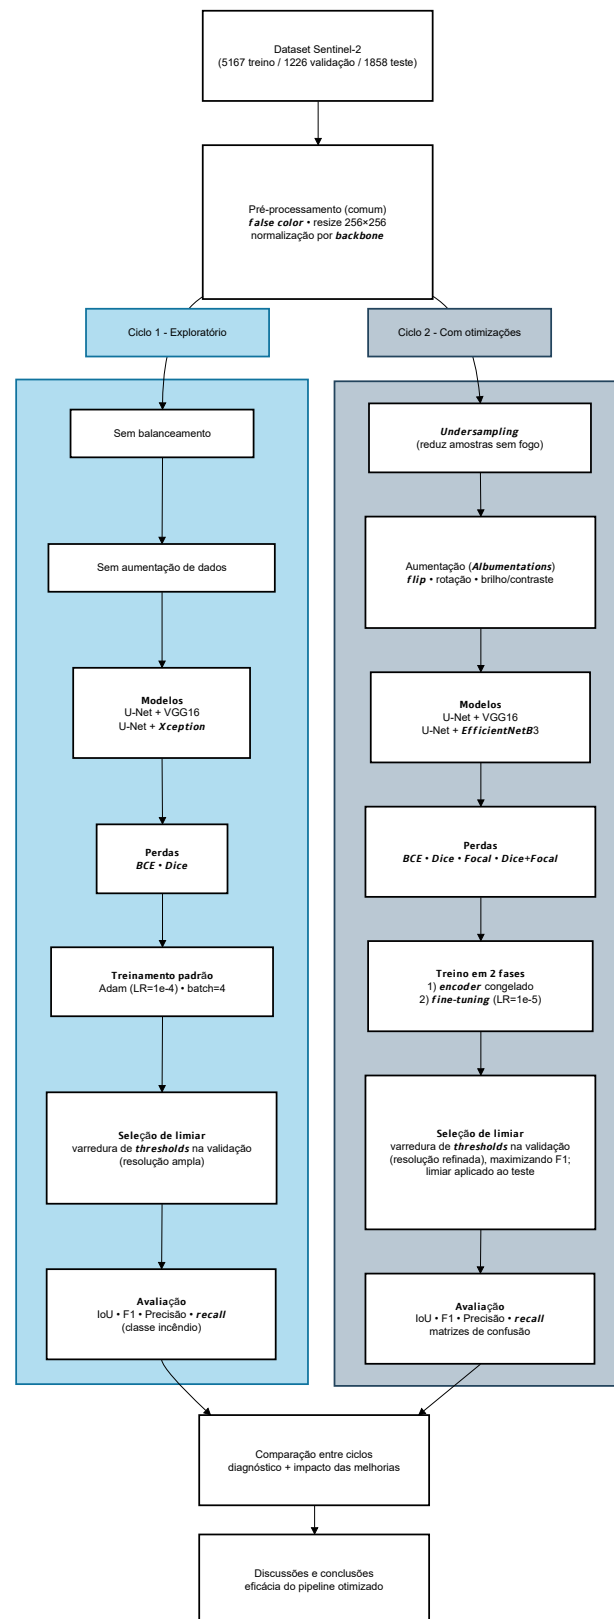 Dataset Sentinel-2
(5167 treino / 1226 validação / 1858 teste)
Pré-processamento (comum)
false color • resize 256×256
normalização por backbone
Ciclo 1 - Exploratório
Sem balanceamento
Sem aumentação de dados
Modelos
U-Net + VGG16
U-Net + Xception
Perdas
BCE • Dice
Treinamento padrão
Adam (LR=1e-4) • batch=4
Seleção de limiar
varredura de thresholds na validação
(resolução ampla)
Avaliação
IoU • F1 • Precisão • recall
(classe incêndio)
Ciclo 2 - Com otimizações
Undersampling
(reduz amostras sem fogo)
Aumentação (Albumentations)
flip • rotação • brilho/contraste
Modelos
U-Net + VGG16
U-Net + EfficientNetB3
Perdas
BCE • Dice • Focal • Dice+Focal
Treino em 2 fases
1) encoder congelado
2) fine-tuning (LR=1e-5)
Seleção de limiar
varredura de thresholds na validação
(resolução refinada), maximizando F1;
limiar aplicado ao teste
Avaliação
IoU • F1 • Precisão • recall
matrizes de confusão
Comparação entre ciclos
diagnóstico + impacto das melhorias
Discussões e conclusões
eficácia do pipeline otimizado